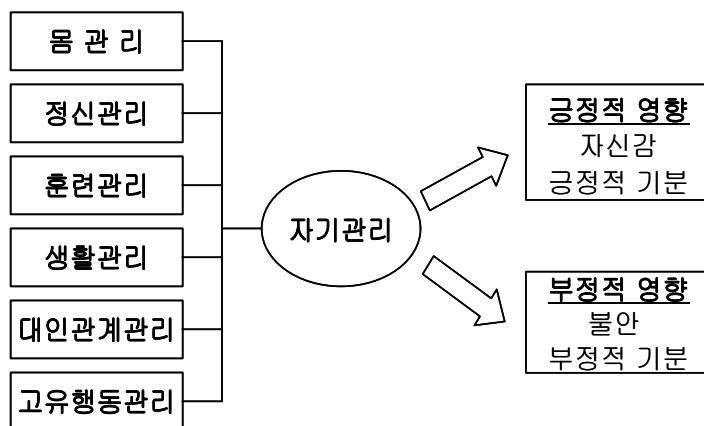 몸 관 리
정신관리
훈련관리
생활관리
대인관계관리
고유행동관리
자기관리
긍정적 영향
자신감
긍정적 기분
부정적 영향
불안
부정적 기분